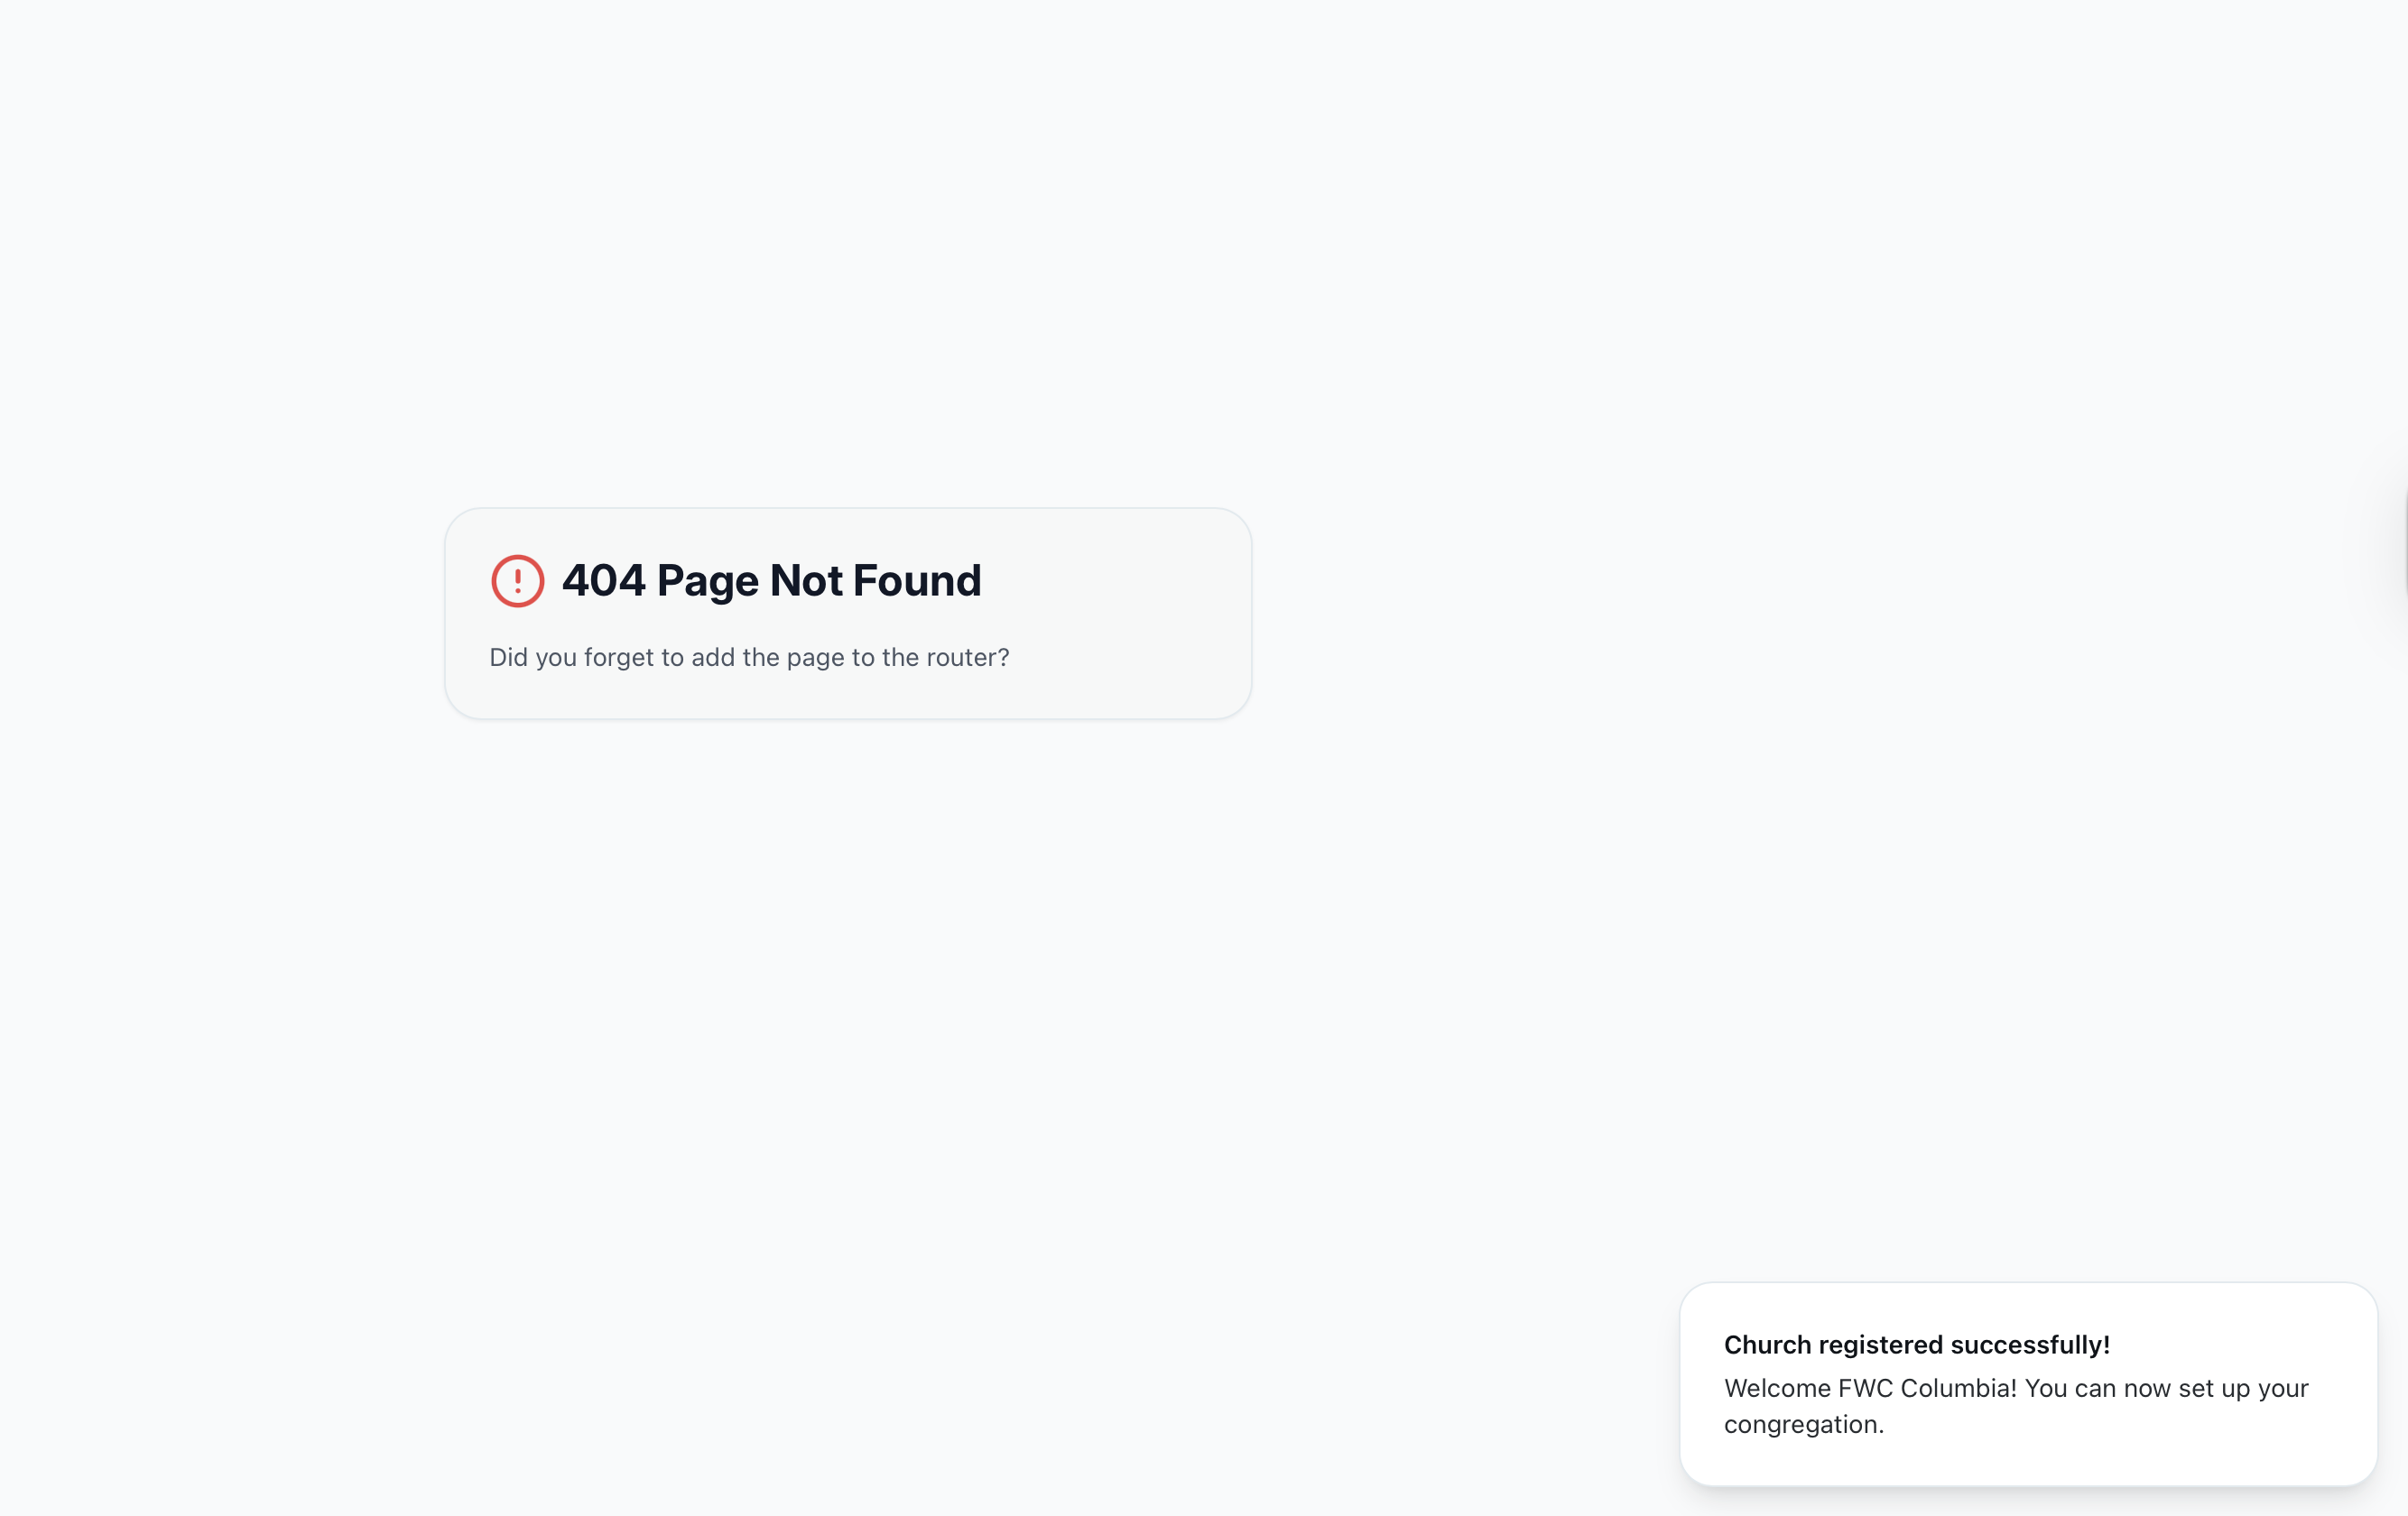 404 Page Not Found
Did you forget to add the page to the router?
Church registered successfully!
Welcome FWC Columbia! You can now set up your
congregation.